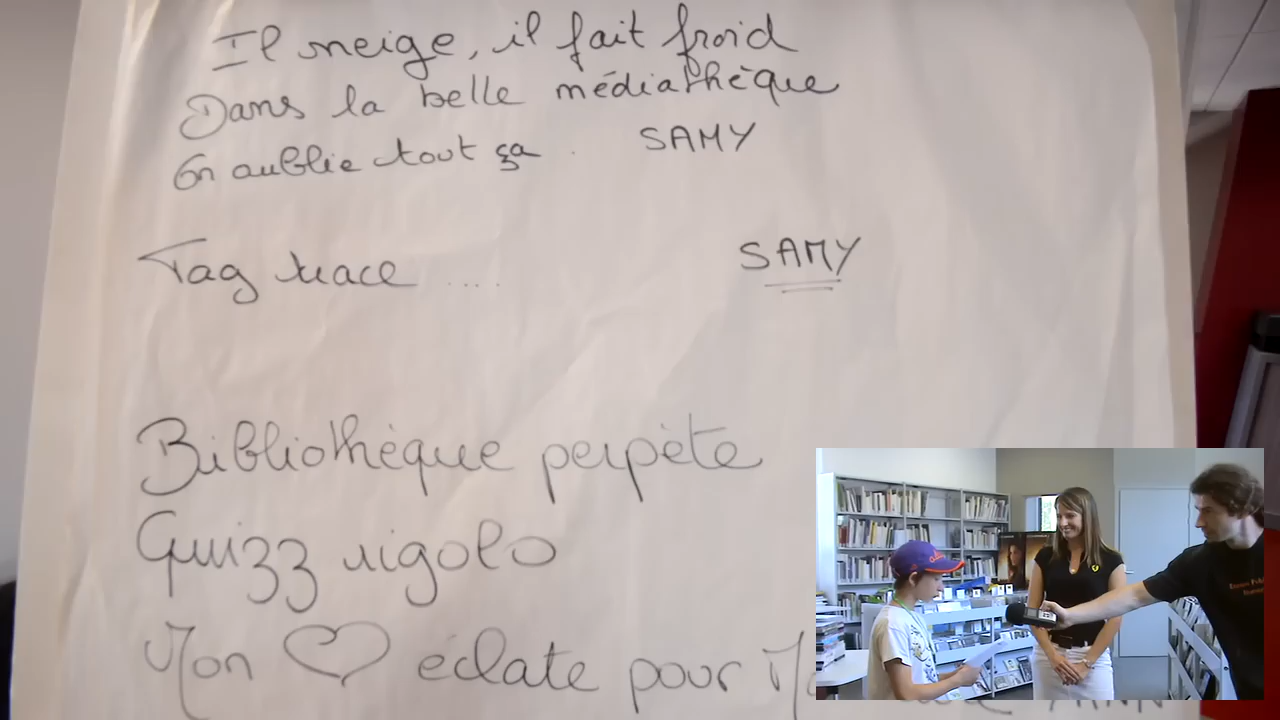 Il neige, il fait froid
Dans la belle médiathèque
On aublie tout ça . SAMY
Tag trace ..... SAMY
Bibliothèque perpète
Quizz rigolo
Mon ♡ éclate pour